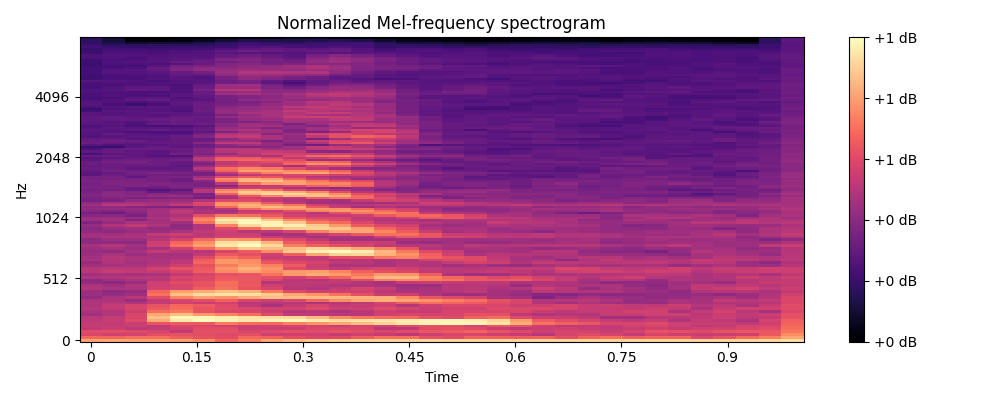 Normalized Mel-frequency spectrogram
Hz
4096
2048
1024
512
0
0 0.15 0.3 0.45 0.6 0.75 0.9
Time
+1 dB
+1 dB
+1 dB
+0 dB
+0 dB
+0 dB